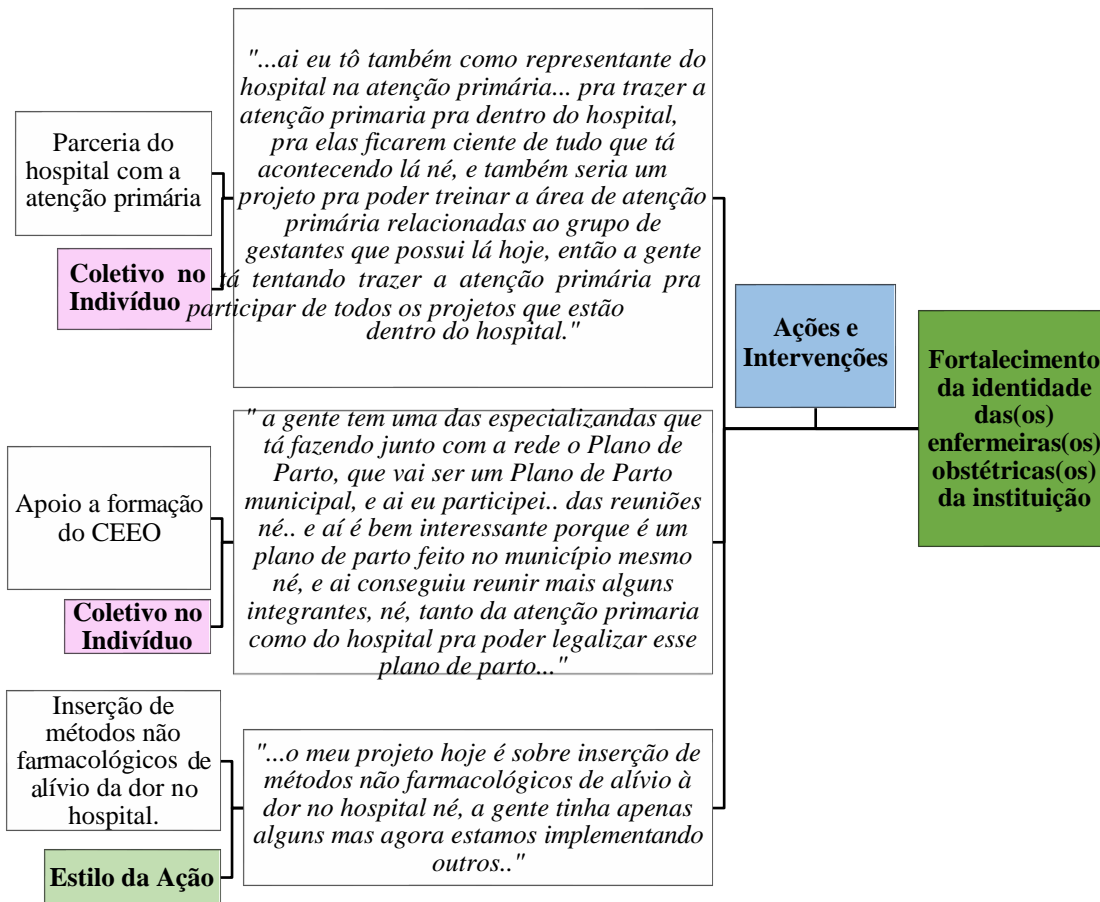 Parceria do
hospital com a
atenção primária
Coletivo no
Indivíduo
"...ai eu tô também como representante do
hospital na atenção primária... pra trazer a
atenção primaria pra dentro do hospital,
pra elas ficarem ciente de tudo que tá
acontecendo lá né, e também seria um
projeto pra poder treinar a área de atenção
primária relacionadas ao grupo de
gestantes que possui lá hoje, então a gente
tá tentando trazer a atenção primária pra
participar de todos os projetos que estão
dentro do hospital."
Apoio a formação
do CEEO
Coletivo no
Indivíduo
" a gente tem uma das especializandas que
tá fazendo junto com a rede o Plano de
Parto, que vai ser um Plano de Parto
municipal, e ai eu participei.. das reuniões
né.. e aí é bem interessante porque é um
plano de parto feito no município mesmo
né, e ai conseguiu reunir mais alguns
integrantes, né, tanto da atenção primaria
como do hospital pra poder legalizar esse
plano de parto..."
Inserção de
métodos não
farmacológicos de
alívio da dor no
hospital.
Estilo da Ação
"...o meu projeto hoje é sobre inserção de
métodos não farmacológicos de alívio à
dor no hospital né, a gente tinha apenas
alguns mas agora estamos implementando
outros.."
Ações e
Intervenções
Fortalecimento
da identidade
das(os)
enfermeiras(os)
obstétricas(os)
da instituição